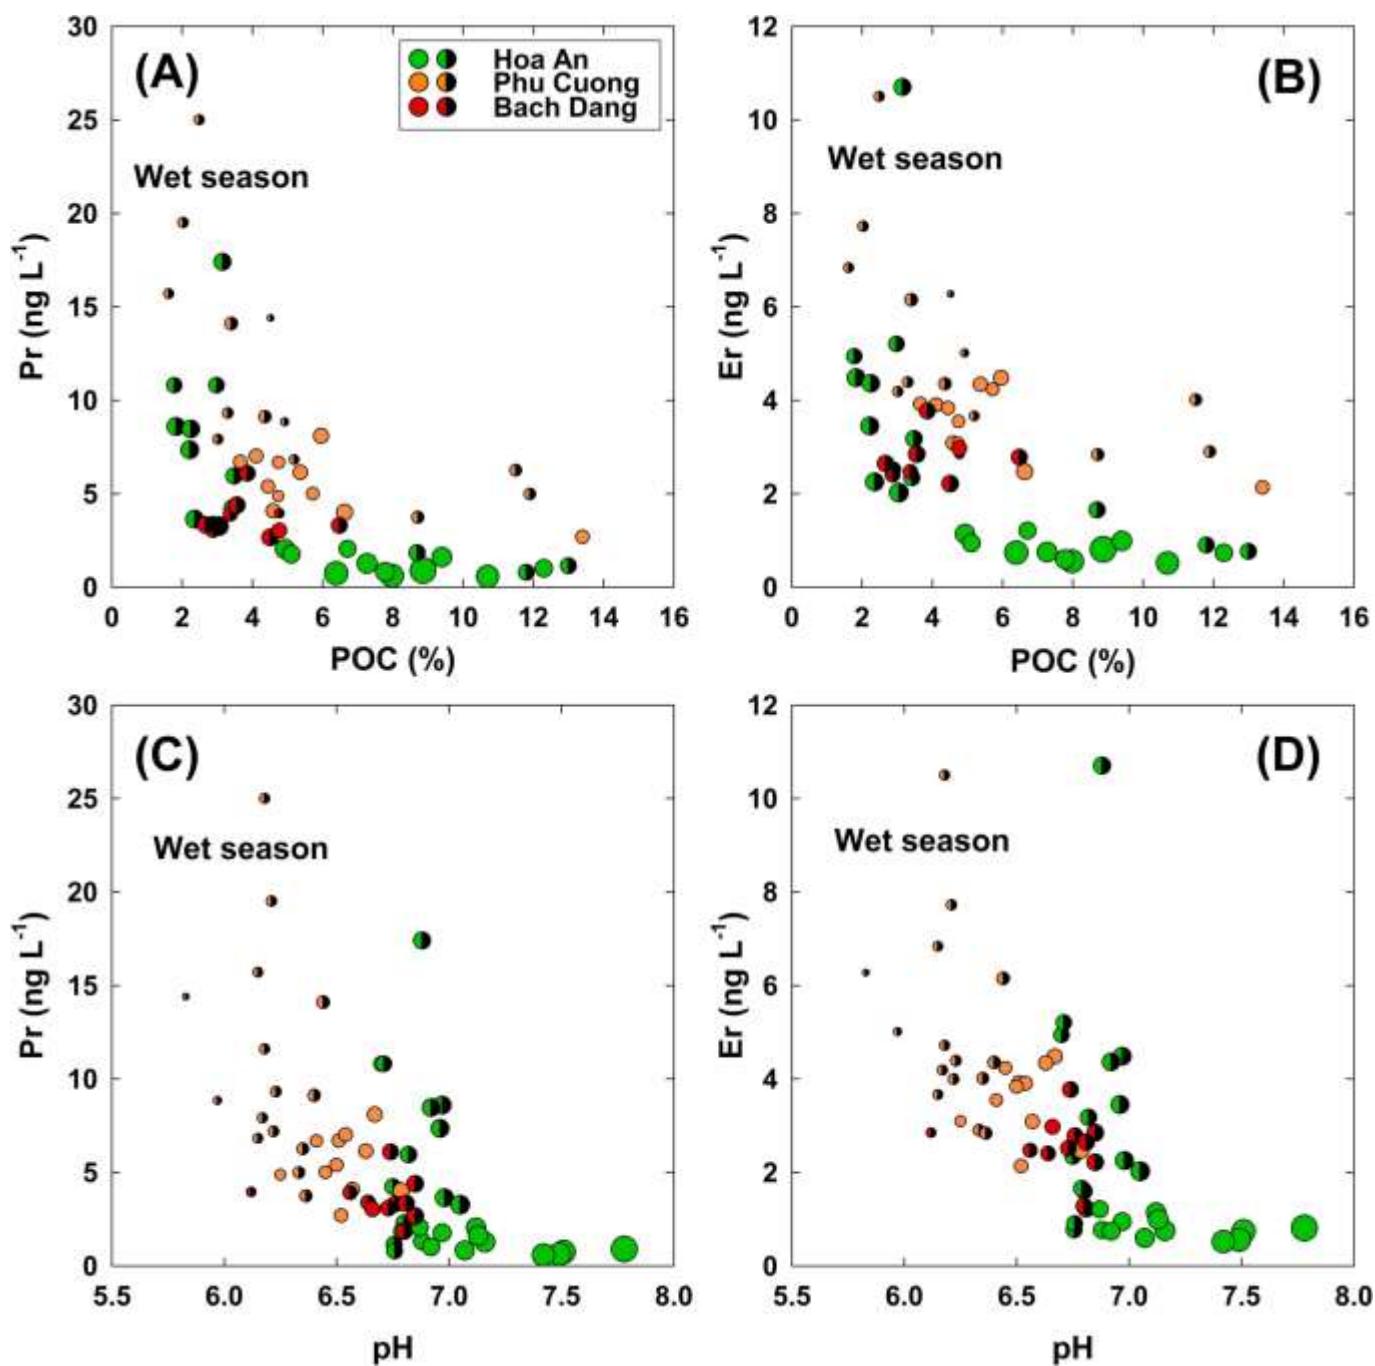 (A)
Hoa An
Phu Cuong
Bach Dang
Wet season
Pr (ng L⁻¹)
30
25
20
15
10
5
0
0 2 4 6 8 10 12 14 16
POC (%)
(B)
Wet season
Er (ng L⁻¹)
12
10
8
6
4
2
0
0 2 4 6 8 10 12 14 16
POC (%)
(C)
Wet season
Pr (ng L⁻¹)
30
25
20
15
10
5
0
5.5 6.0 6.5 7.0 7.5 8.0
pH
(D)
Wet season
Er (ng L⁻¹)
12
10
8
6
4
2
0
5.5 6.0 6.5 7.0 7.5 8.0
pH